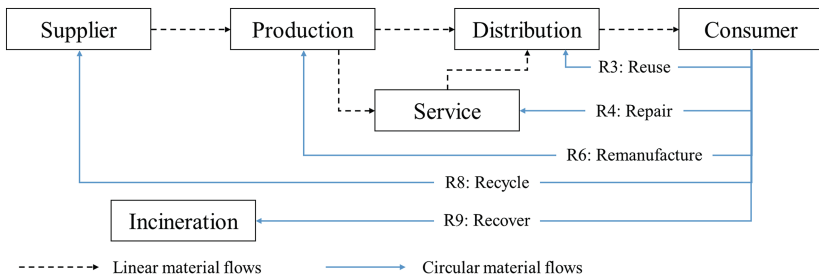 Supplier
Production
Distribution
Consumer
R3: Reuse
Service
R4: Repair
R6: Remanufacture
R8: Recycle
Incineration
R9: Recover
Linear material flows
Circular material flows